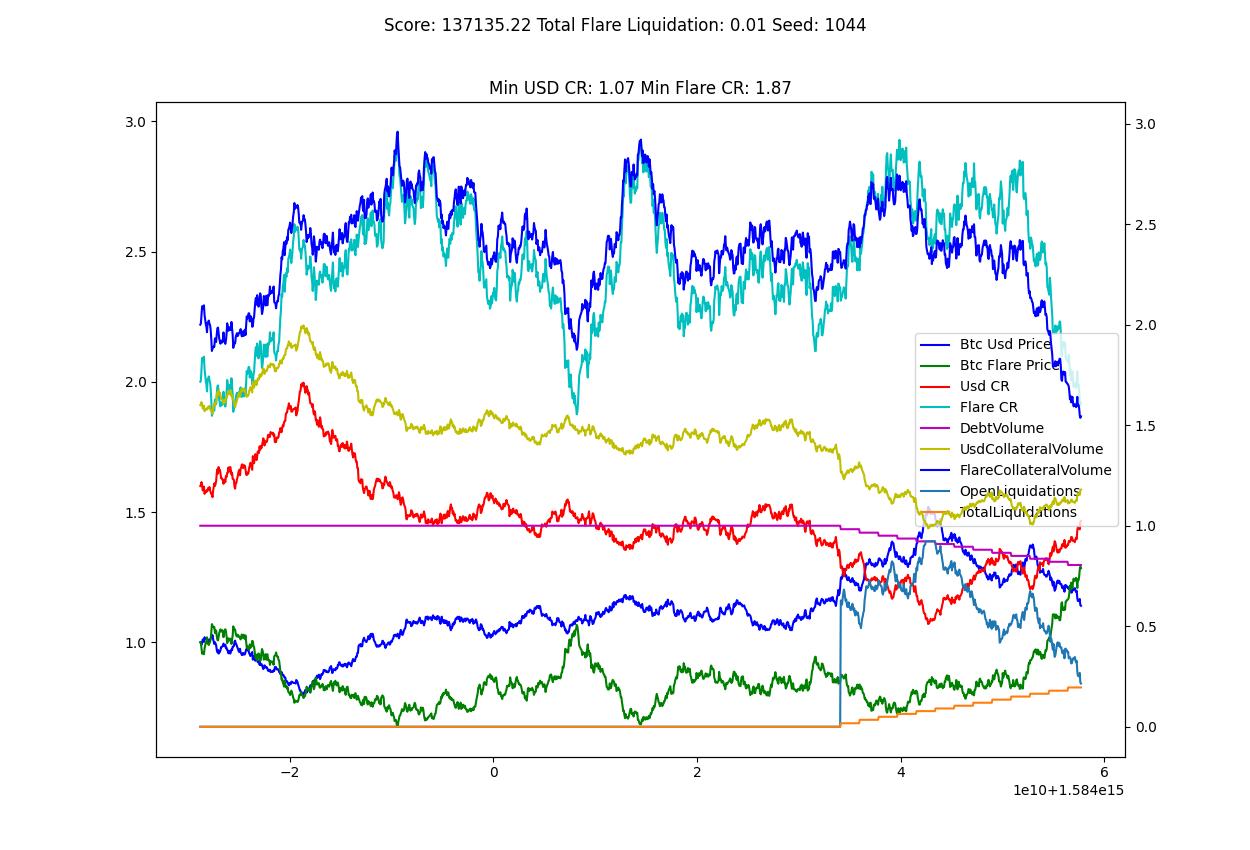 Score: 137135.22 Total Flare Liquidation: 0.01 Seed: 1044
Min USD CR: 1.07 Min Flare CR: 1.87
3.0
2.5
2.0
1.5
1.0
3.0
2.5
2.0
1.5
1.0
0.5
0.0
Btc Usd Price
Btc Flare Price
Usd CR
Flare CR
DebtVolume
UsdCollateralVolume
FlareCollateralVolume
OpenLiquidations
TotalLiquidations
−2 0 2 4 6
1e10+1.584e15